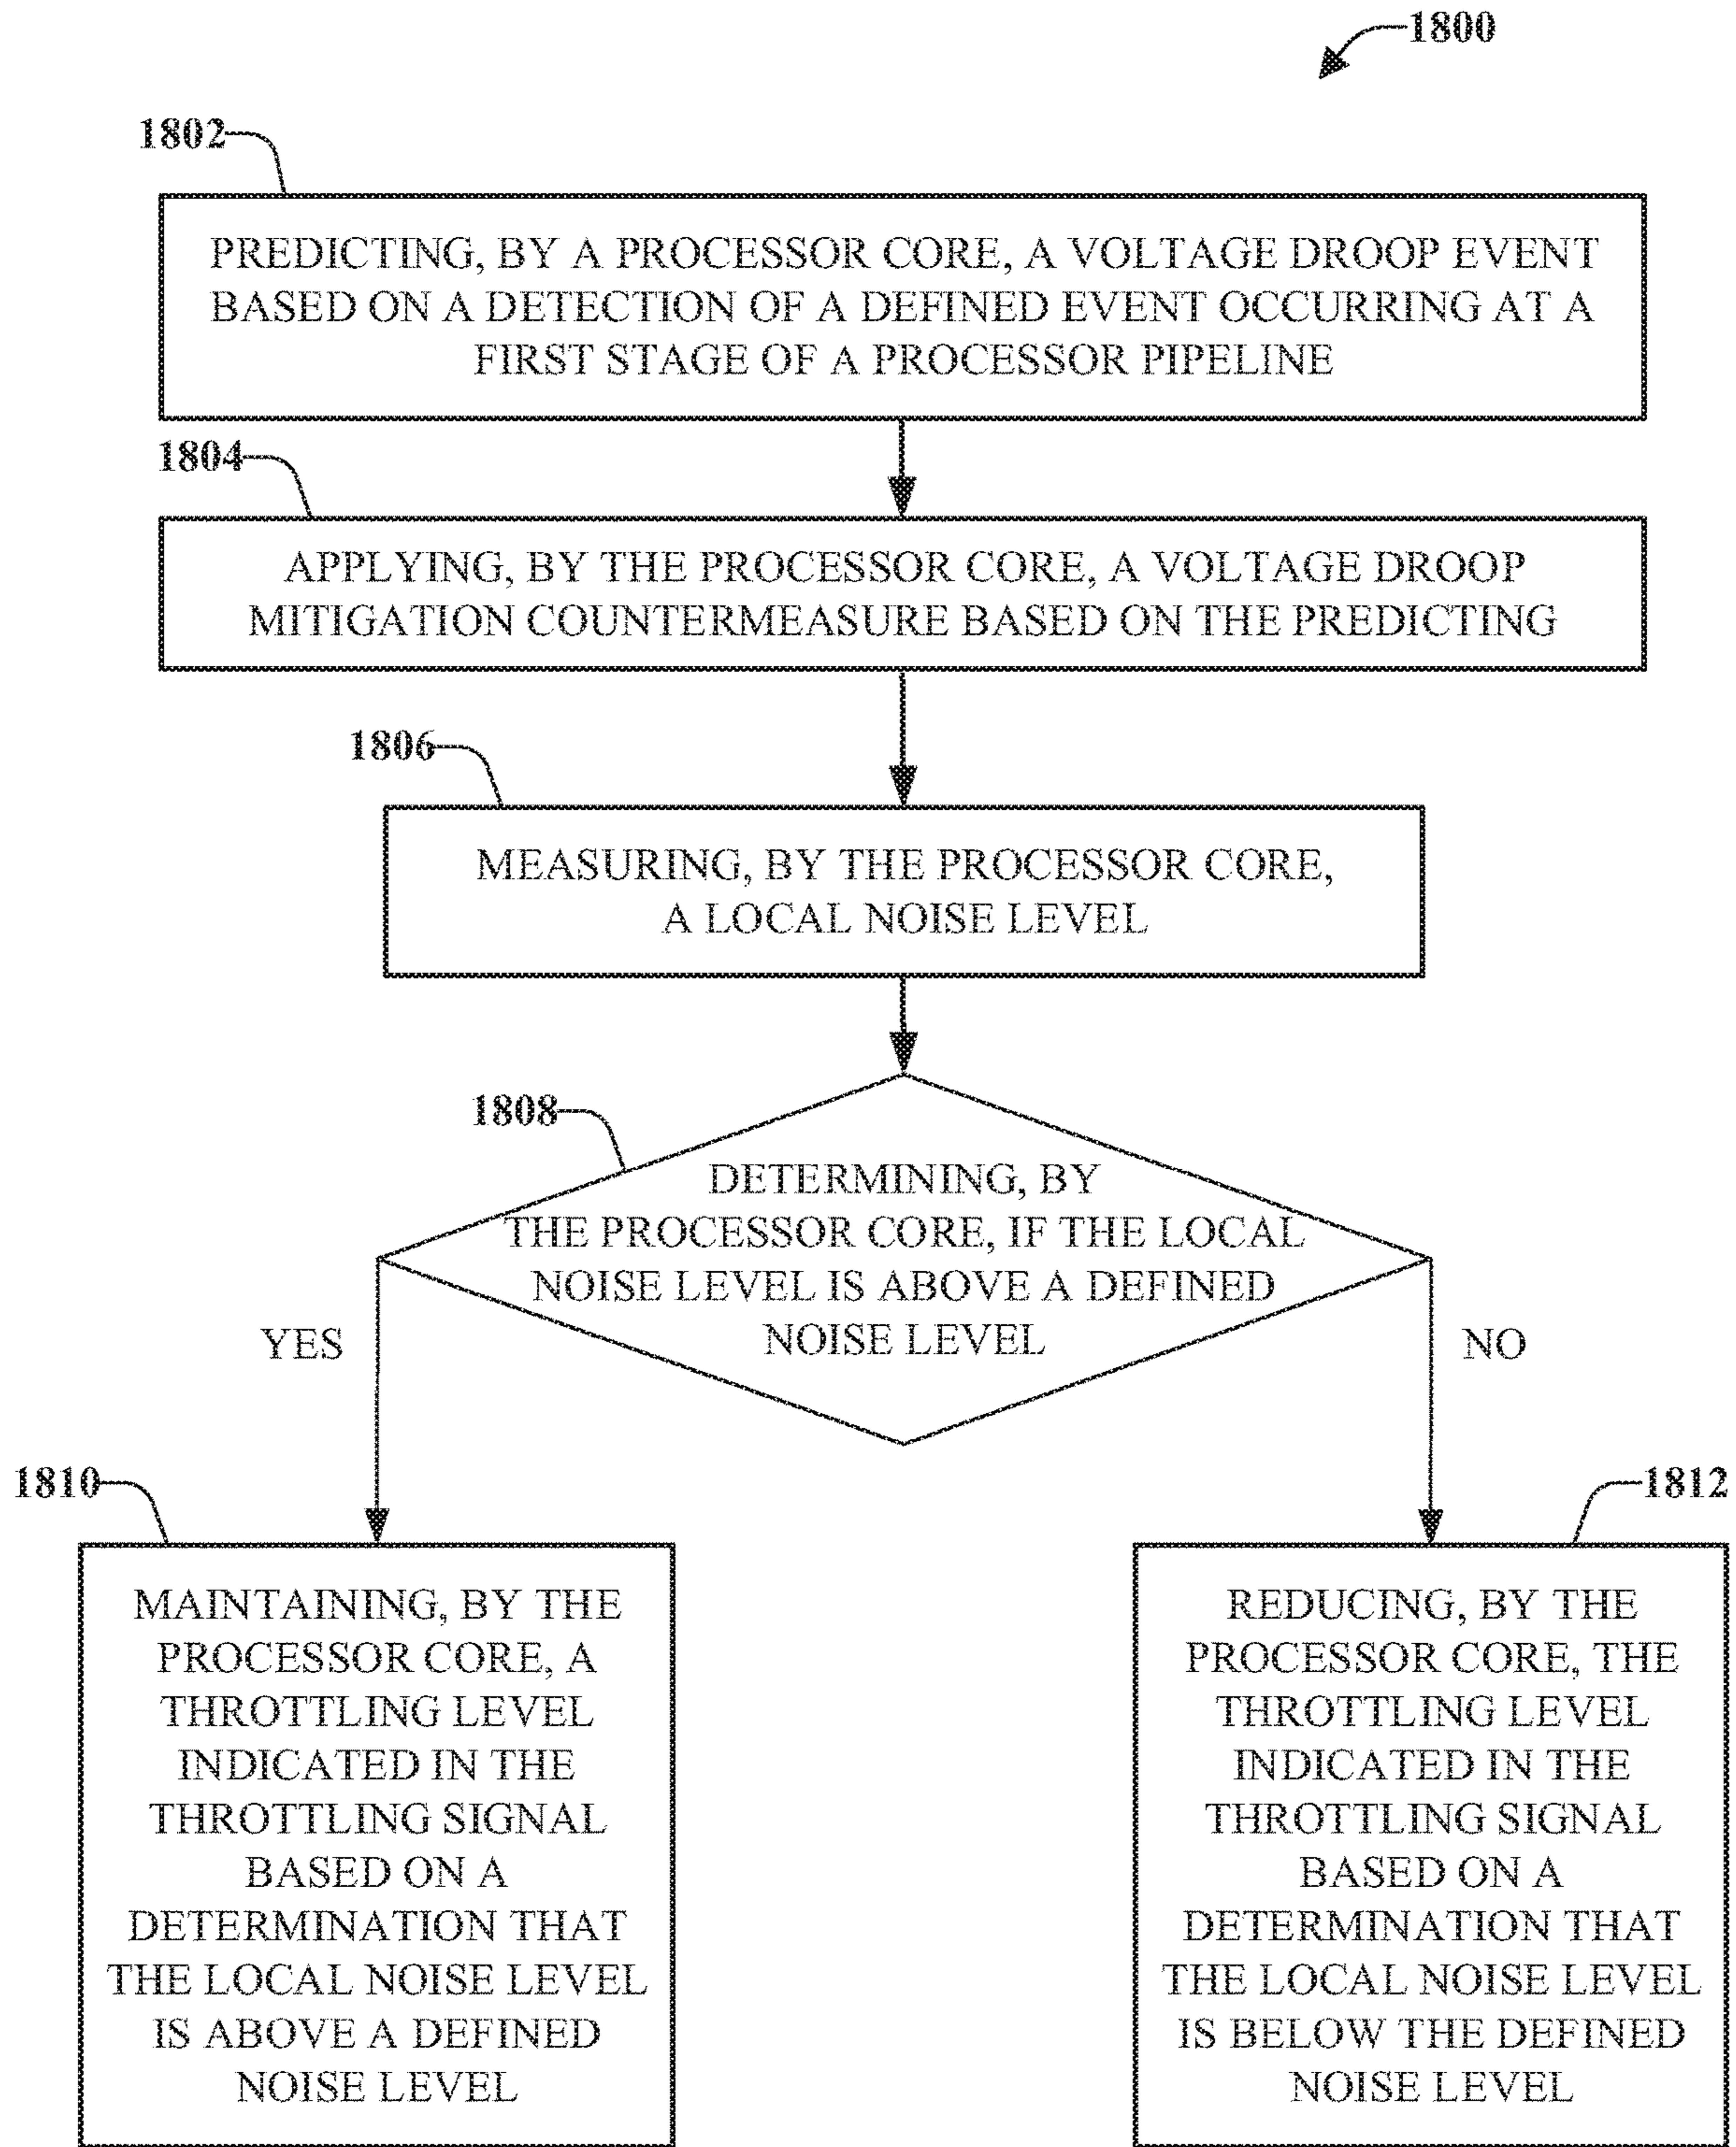 1800
1802
PREDICTING, BY A PROCESSOR CORE, A VOLTAGE DROOP EVENT
BASED ON A DETECTION OF A DEFINED EVENT OCCURRING AT A
FIRST STAGE OF A PROCESSOR PIPELINE
1804
APPLYING, BY THE PROCESSOR CORE, A VOLTAGE DROOP
MITIGATION COUNTERMEASURE BASED ON THE PREDICTING
1806
MEASURING, BY THE PROCESSOR CORE,
A LOCAL NOISE LEVEL
1808
DETERMINING, BY
THE PROCESSOR CORE, IF THE LOCAL
NOISE LEVEL IS ABOVE A DEFINED
NOISE LEVEL
YES
NO
1810
MAINTAINING, BY THE
PROCESSOR CORE, A
THROTTLING LEVEL
INDICATED IN THE
THROTTLING SIGNAL
BASED ON A
DETERMINATION THAT
THE LOCAL NOISE LEVEL
IS ABOVE A DEFINED
NOISE LEVEL
1812
REDUCING, BY THE
PROCESSOR CORE, THE
THROTTLING LEVEL
INDICATED IN THE
THROTTLING SIGNAL
BASED ON A
DETERMINATION THAT
THE LOCAL NOISE LEVEL
IS BELOW THE DEFINED
NOISE LEVEL